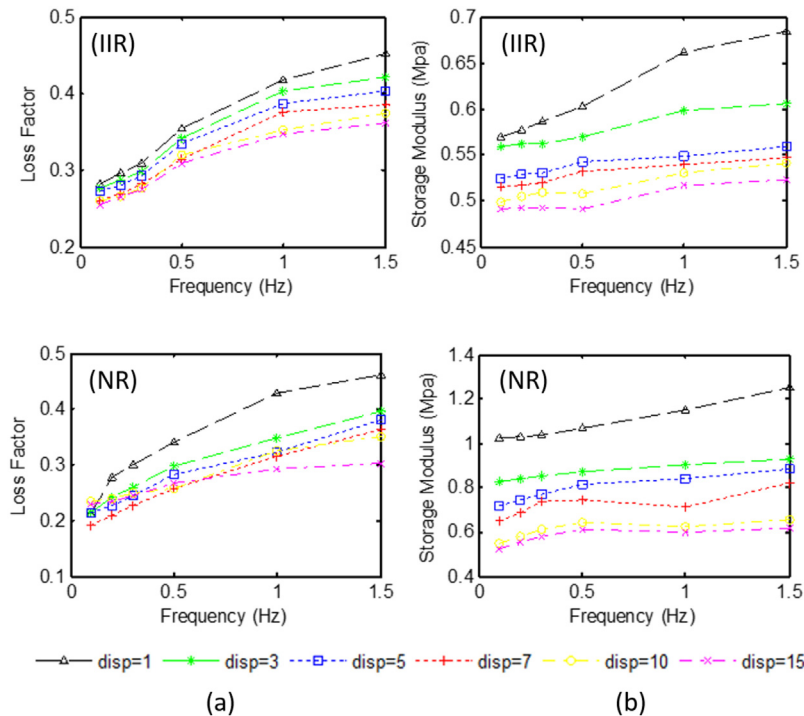 (IIR)
Loss Factor
0.5
0.4
0.3
0.2
0
0.5
1
1.5
Frequency (Hz)
(IIR)
Storage Modulus (Mpa)
0.7
0.65
0.6
0.55
0.5
0.45
0
0.5
1
1.5
Frequency (Hz)
(NR)
Loss Factor
0.5
0.4
0.3
0.2
0.1
0
0.5
1
1.5
Frequency (Hz)
(NR)
Storage Modulus (Mpa)
1.4
1.2
1
0.8
0.6
0.4
0
0.5
1
1.5
Frequency (Hz)
disp=1 disp=3 disp=5 disp=7 disp=10 disp=15
(a) (b)